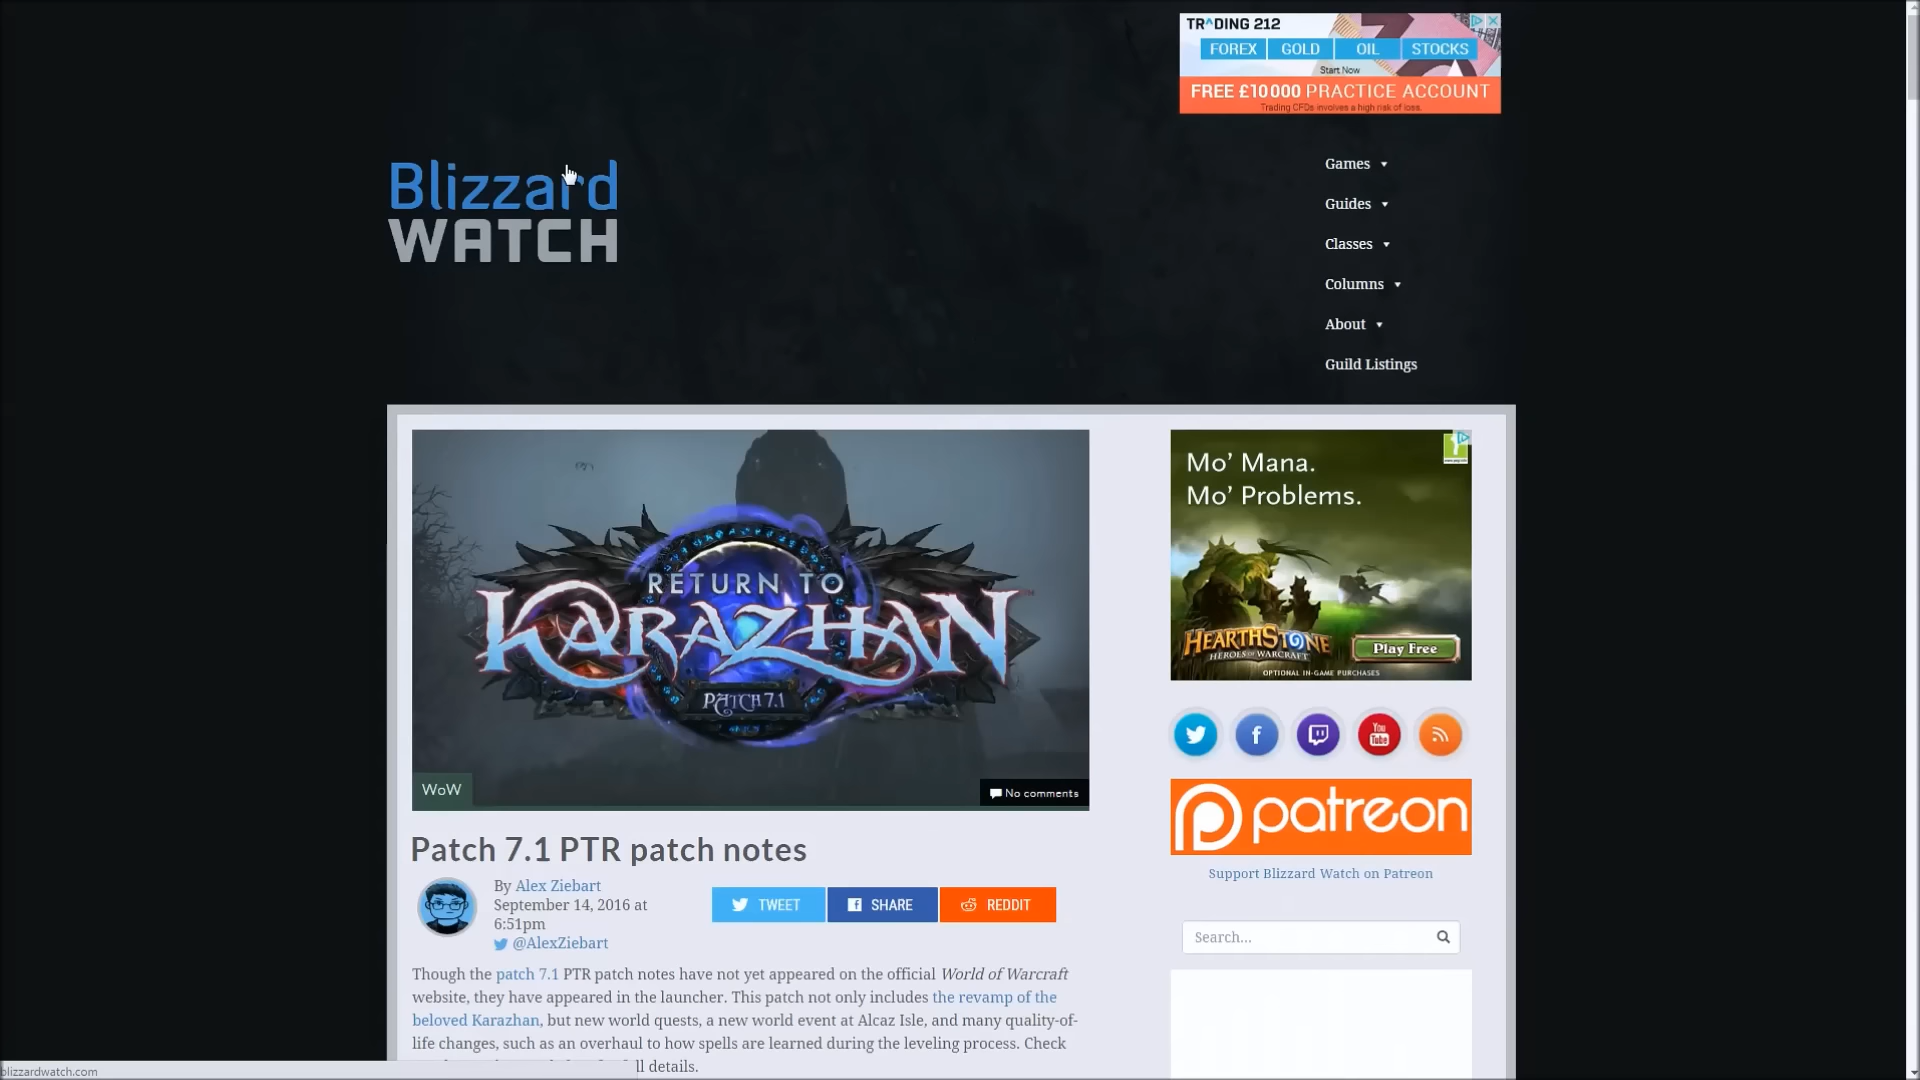 TR^DING 212
FOREX GOLD OIL STOCKS
Start Now
FREE £10000 PRACTICE ACCOUNT
Trading CFDs involves a high risk of loss.
Blizzard
WATCH
Games
Guides
Classes
Columns
About
Guild Listings
RETURN TO
KARAZHAN
PATCH 7.1
WoW
No comments
Mo' Mana.
Mo' Problems.
HEARTHSTONE
HEROES OF WARCRAFT
Play Free
OPTIONAL IN-GAME PURCHASES
You
Tube
patreon
Support Blizzard Watch on Patreon
Search...
Patch 7.1 PTR patch notes
By Alex Ziebart
September 14, 2016 at
6:51pm
@AlexZiebart
TWEET
SHARE
REDDIT
Though the patch 7.1 PTR patch notes have not yet appeared on the official World of Warcraft
website, they have appeared in the launcher. This patch not only includes the revamp of the
beloved Karazhan, but new world quests, a new world event at Alcaz Isle, and many quality-of-
life changes, such as an overhaul to how spells are learned during the leveling process. Check
ll details.
blizzardwatch.com